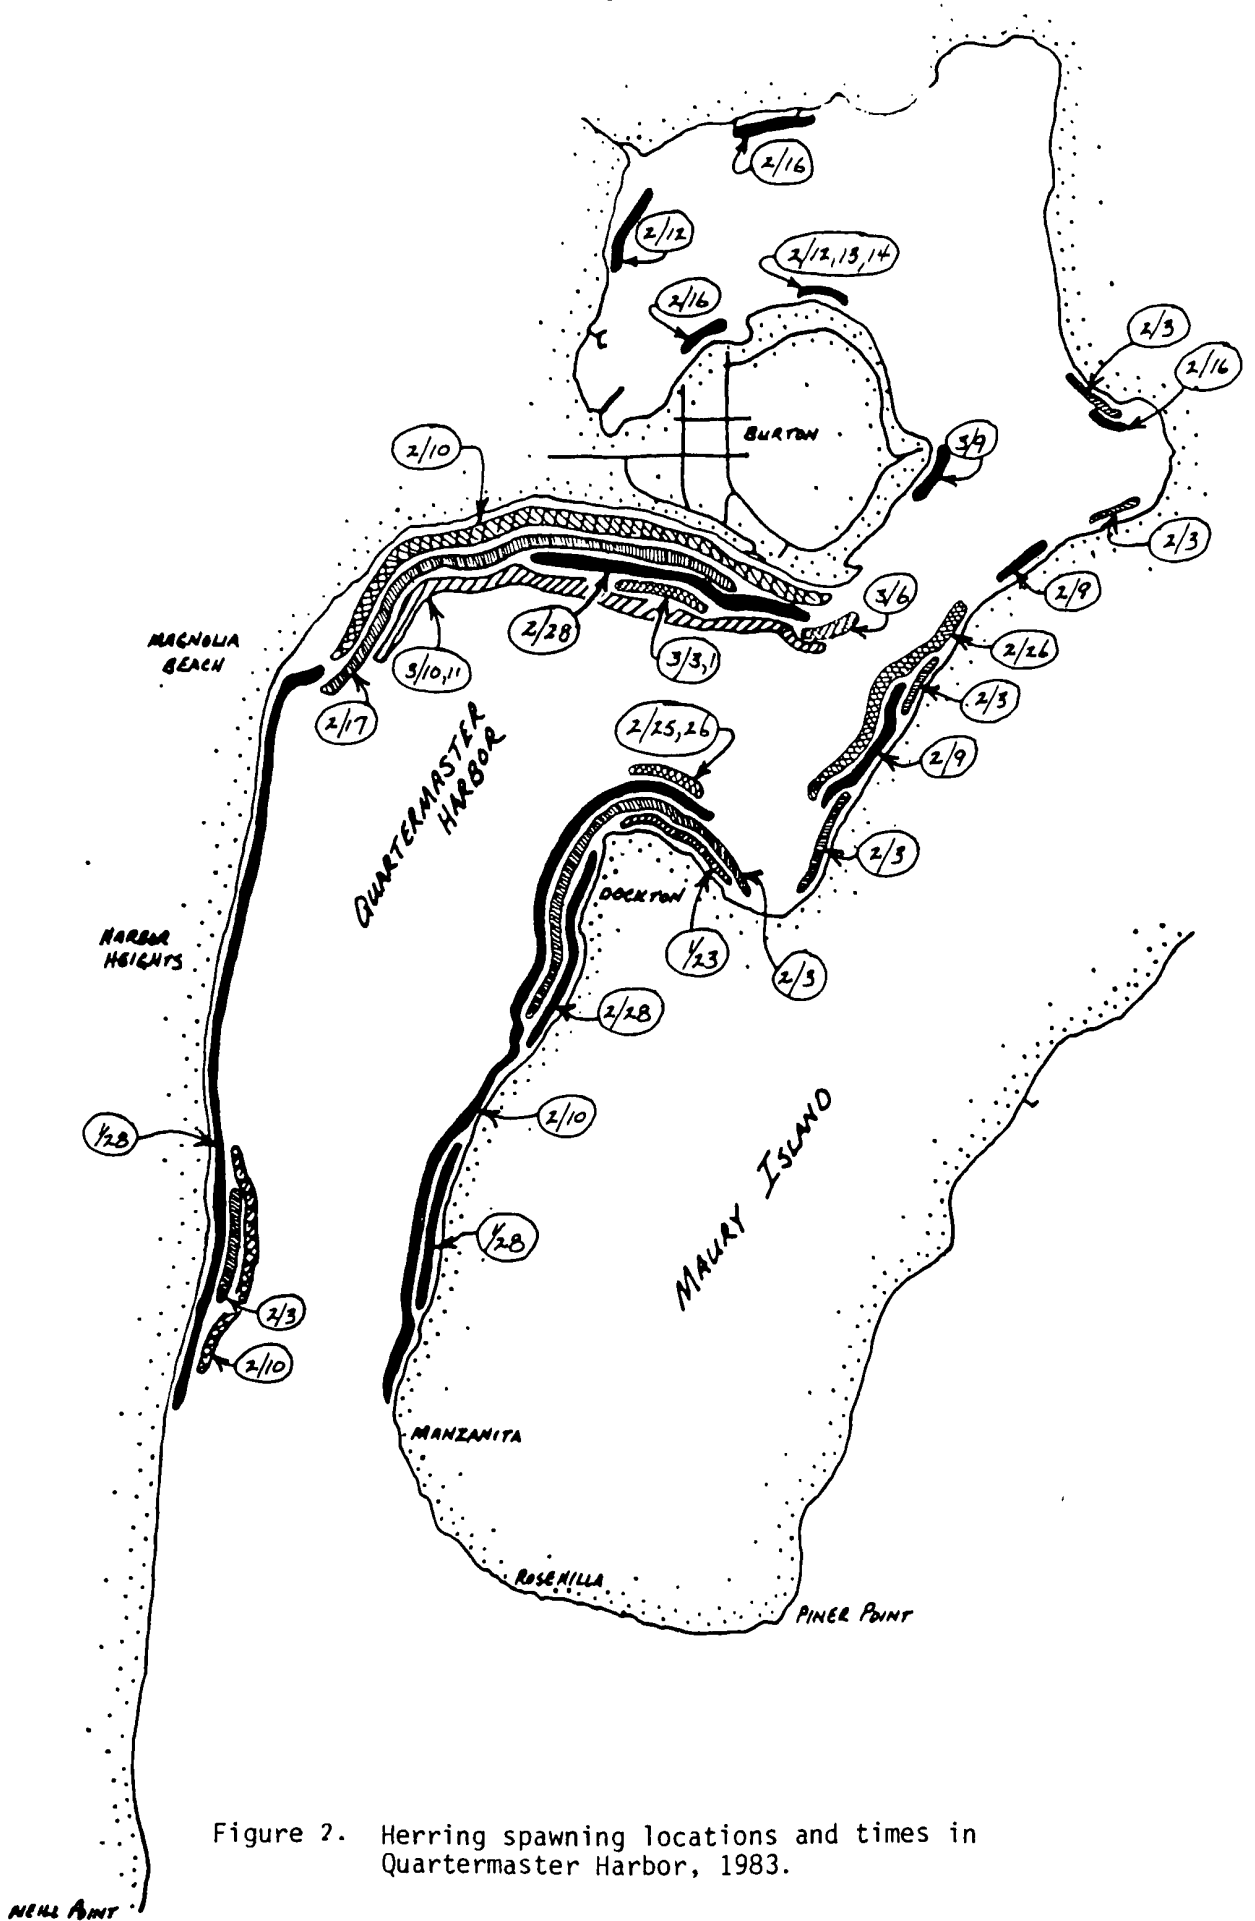 2/16
2/12
2/12,13,14
2/16
2/3
2/16
BURTON
3/9
2/10
2/3
2/9
3/6
2/28
3/3,1
2/26
MAGNOLIA
BEACH
3/10,11
2/17
2/3
QUARTERMASTER
HARBOR
2/25,26
2/9
2/3
DOCKTON
HARBOR
HEIGHTS
1/23
2/3
2/28
2/10
1/28
MAURY ISLAND
1/28
2/3
2/10
MANZANITA
ROSEHILLA
PINER POINT
Figure 2. Herring spawning locations and times in
Quartermaster Harbor, 1983.
NEILL POINT